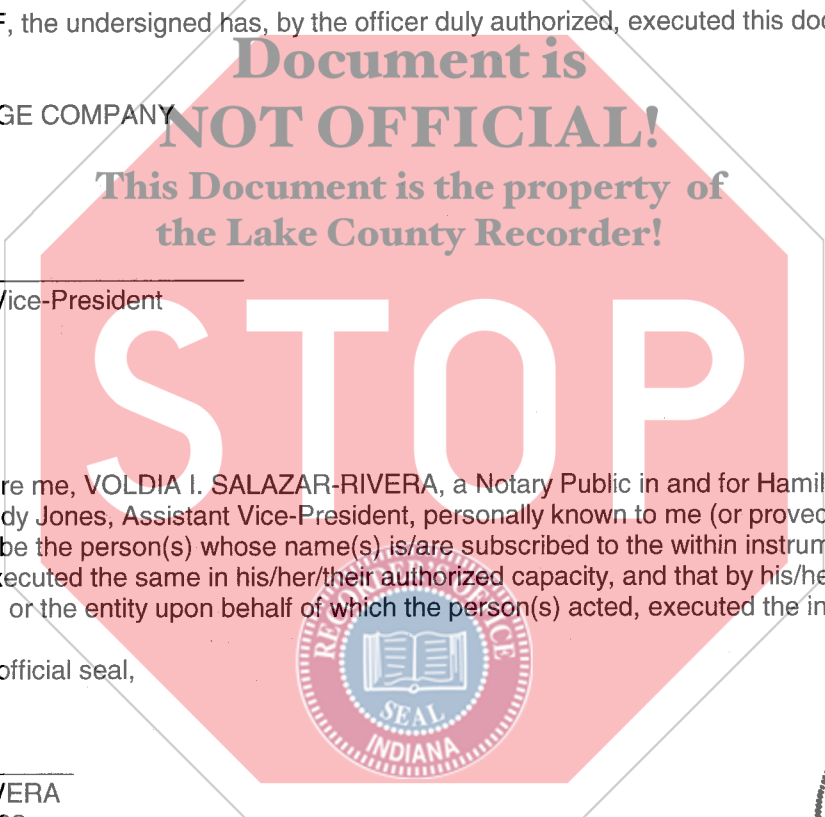 F, the undersigned has, by the officer duly authorized, executed this doc
Document is
GE COMPANY
NOT OFFICIAL!
This Document is the property of
the Lake County Recorder!
Vice-President
STOP
re me, VOLDIA I. SALAZAR-RIVERA, a Notary Public in and for Hamil
dy Jones, Assistant Vice-President, personally known to me (or proved
be the person(s) whose name(s) is/are subscribed to the within instrum
xecuted the same in his/her/their authorized capacity, and that by his/he
or the entity upon behalf of which the person(s) acted, executed the in
RECORDER'S OFFICE
official seal,
SEAL
INDIANA
VERA